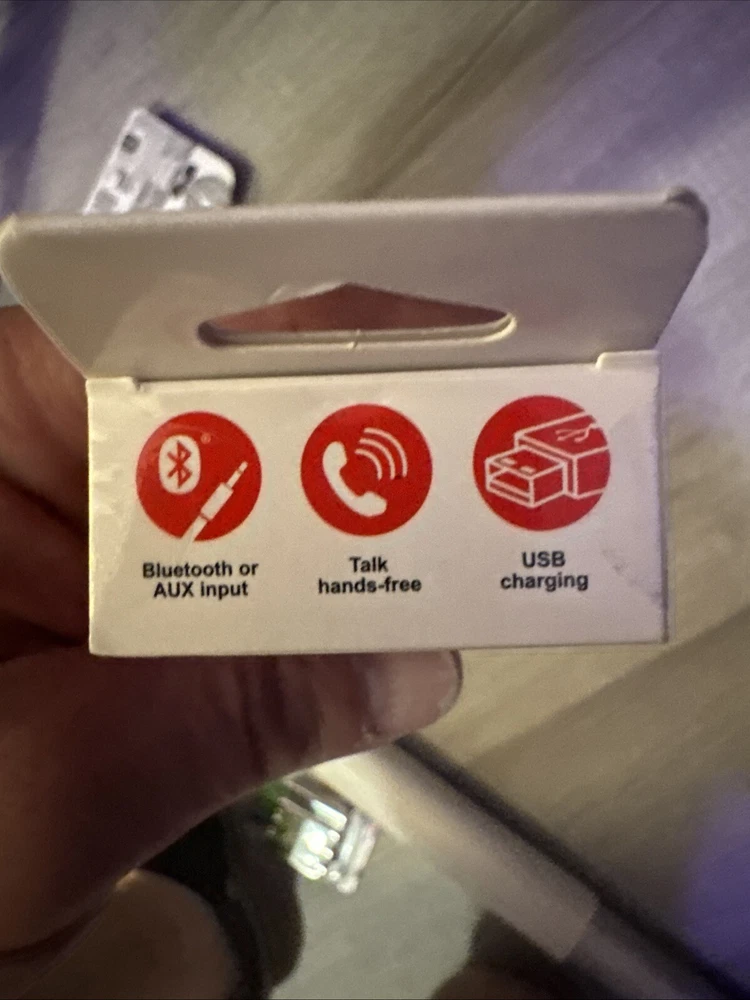 Bluetooth or
AUX input
Talk
hands-free
USB
charging